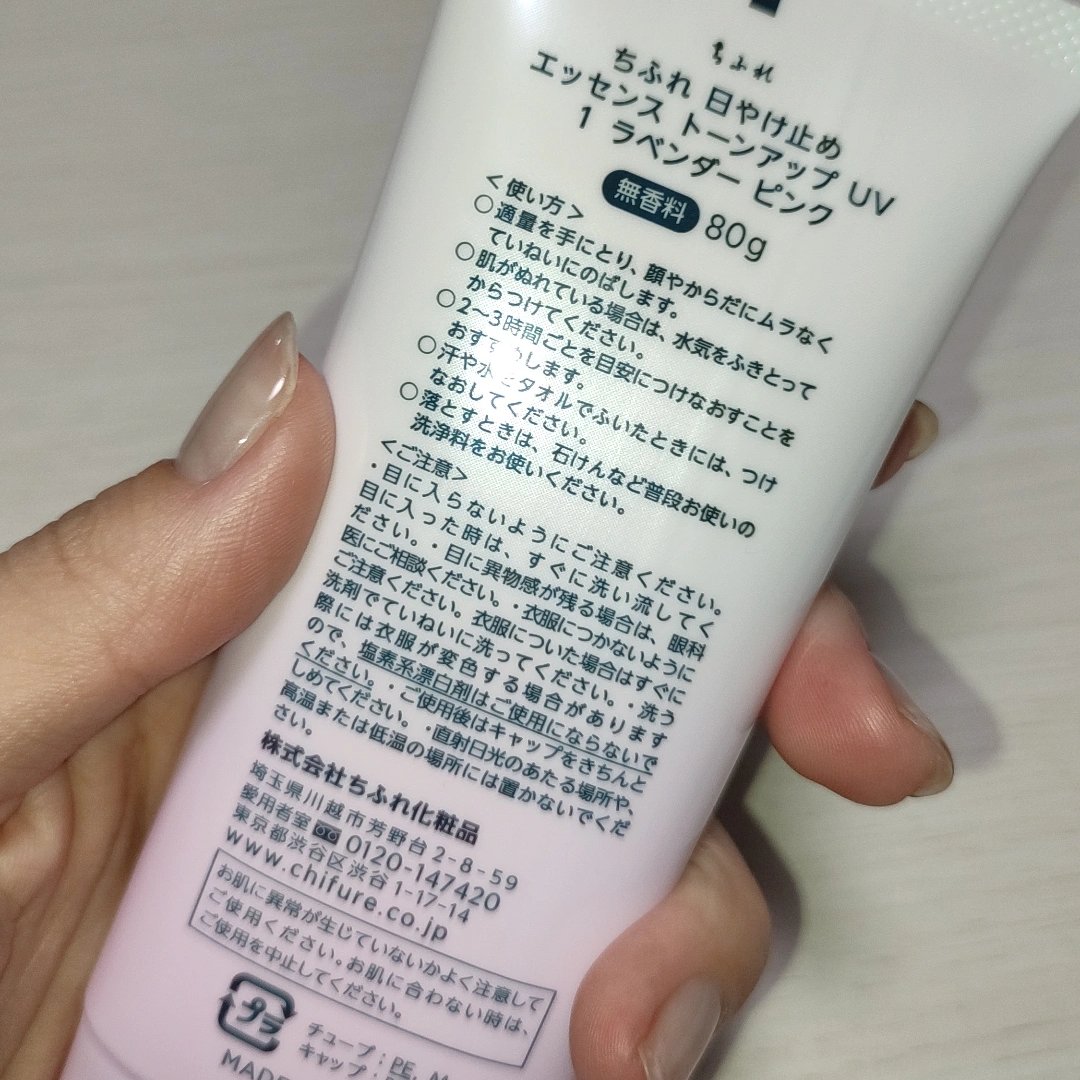 ちふれ
ちふれ 日やけ止め
エッセンス トーンアップ UV
1 ラベンダー ピンク
無香料 80g
<使い方>
○適量を手にとり、顔やからだにムラなく
ていねいにのばします。
○肌がぬれている場合は、水気をふきとって
からつけてください。
○2〜3時間ごとを目安につけなおすことを
おすすめします。
○汗や水をタオルでふいたときには、つけ
なおしてください。
○落とすときは、石けんなど普段お使いの
洗浄料をお使いください。
<ご注意>
・目に入らないようにご注意ください。
目に入った時は、すぐに洗い流してく
ださい。・目に異物感が残る場合は、眼科
医にご相談ください。・衣服につかないように
ご注意ください。衣服についた場合はすぐに
洗剤でていねいに洗ってください。・洗う
際には衣服が変色する場合があります
ので、塩素系漂白剤はご使用にならないで
ください。・ご使用後はキャップをきちんと
しめてください。・直射日光のあたる場所や、
高温または低温の場所には置かないでくだ
さい。
株式会社ちふれ化粧品
埼玉県川越市芳野台2-8-59
愛用者室 0120-147420
東京都渋谷区渋谷1-17-14
www.chifure.co.jp
お肌に異常が生じていないかよく注意して
ご使用ください。お肌に合わない時は、
ご使用を中止してください。
プラ
チューブ：PE,
キャップ：
MADE